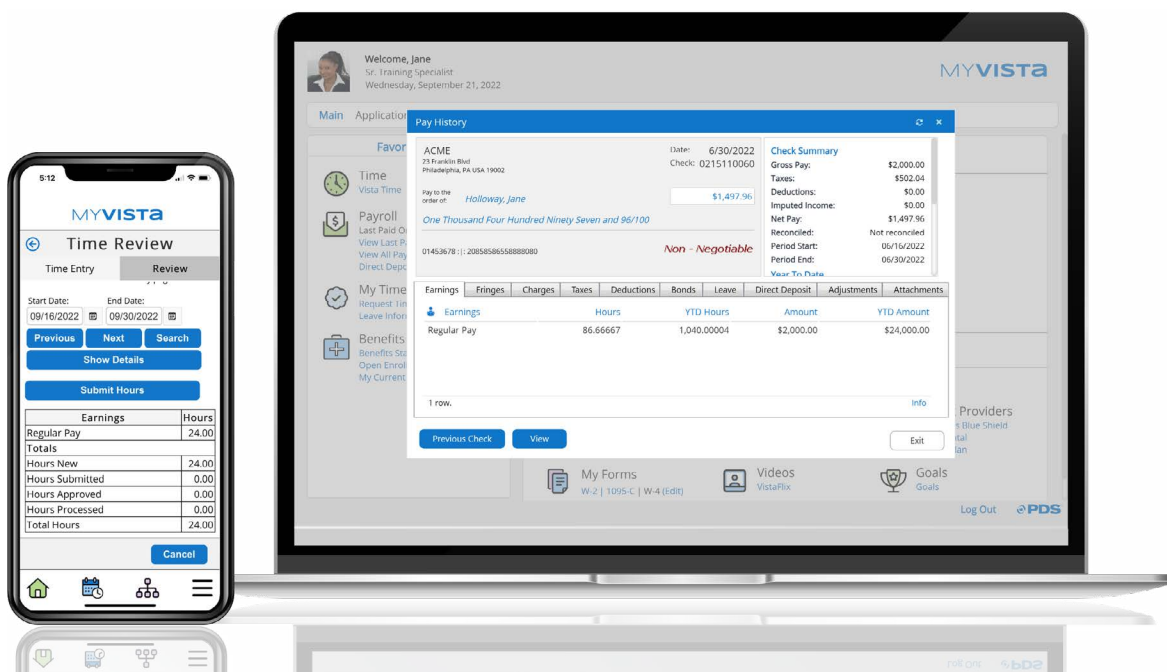 5:12
MYVISTA
Time Review
Time Entry Review
Start Date: End Date:
09/16/2022 09/30/2022
Previous Next Search
Show Details
Submit Hours
Earnings Hours
Regular Pay 24.00
Totals
Hours New 24.00
Hours Submitted 0.00
Hours Approved 0.00
Hours Processed 0.00
Total Hours 24.00
Cancel
Welcome, Jane
Sr. Training Specialist
Wednesday, September 21, 2022
MYVISTA
Main Application
Favor
Time
Vista Time
Payroll
Last Paid O
View Last P
View All Pay
Direct Depo
My Time
Request Tim
Leave Infor
Benefits
Benefits Sta
Open Enrol
My Current
Pay History
ACME
23 Franklin Blvd
Philadelphia, PA USA 19002
Date: 6/30/2022
Check: 0215110060
Pay to the
order of: Holloway, Jane
$1,497.96
One Thousand Four Hundred Ninety Seven and 96/100
01453678 : |: 20858586558888080
Non - Negotiable
Check Summary
Gross Pay: $2,000.00
Taxes: $502.04
Deductions: $0.00
Imputed Income: $0.00
Net Pay: $1,497.96
Reconciled: Not reconciled
Period Start: 06/16/2022
Period End: 06/30/2022
Year To Date
Earnings Fringes Charges Taxes Deductions Bonds Leave Direct Deposit Adjustments Attachments
Earnings Hours YTD Hours Amount YTD Amount
Regular Pay 86.66667 1,040.00004 $2,000.00 $24,000.00
1 row. Info
Previous Check View Exit
Providers
Blue Shield
tal
lan
My Forms
W-2 | 1095-C | W-4 (Edit)
Videos
VistaFlix
Goals
Goals
Log Out PDS